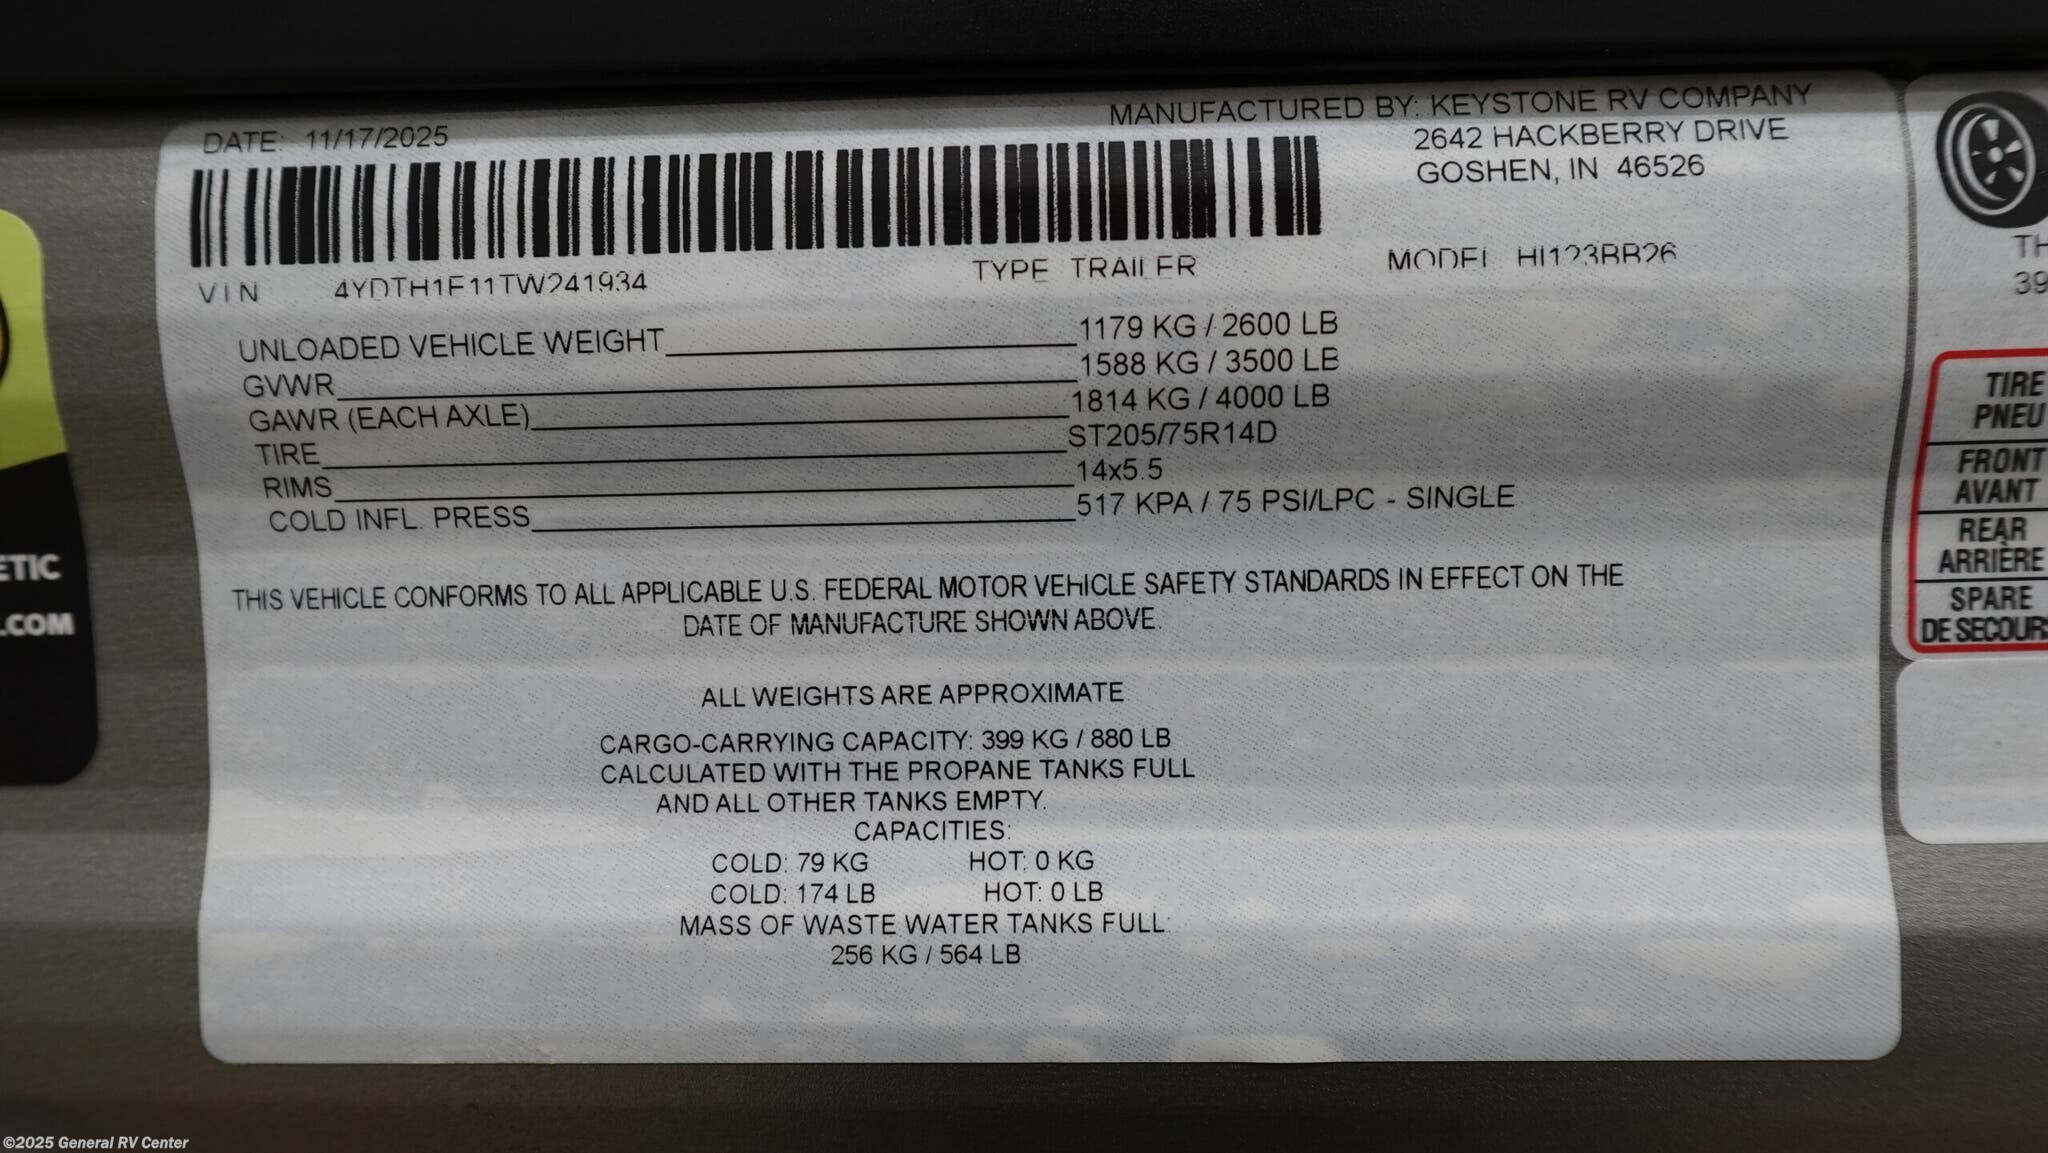 DATE: 11/17/2025
MANUFACTURED BY: KEYSTONE RV COMPANY
2642 HACKBERRY DRIVE
GOSHEN, IN 46526
VIN 4YDTH1F11TW241934
TYPE TRAILER
MODEL
UNLOADED VEHICLE WEIGHT 1179 KG / 2600 LB
GVWR 1588 KG / 3500 LB
GAWR (EACH AXLE) 1814 KG / 4000 LB
TIRE ST205/75R14D
RIMS 14x5.5
COLD INFL. PRESS 517 KPA / 75 PSI/LPC - SINGLE
THIS VEHICLE CONFORMS TO ALL APPLICABLE U.S. FEDERAL MOTOR VEHICLE SAFETY STANDARDS IN EFFECT ON THE
DATE OF MANUFACTURE SHOWN ABOVE.
ALL WEIGHTS ARE APPROXIMATE
CARGO-CARRYING CAPACITY: 399 KG / 880 LB
CALCULATED WITH THE PROPANE TANKS FULL
AND ALL OTHER TANKS EMPTY.
CAPACITIES:
COLD: 79 KG HOT: 0 KG
COLD: 174 LB HOT: 0 LB
MASS OF WASTE WATER TANKS FULL:
256 KG / 564 LB
ETIC
.COM
TH
39
TIRE
PNEU
FRONT
AVANT
REAR
ARRIÈRE
SPARE
DE SECOURS
©2025 General RV Center